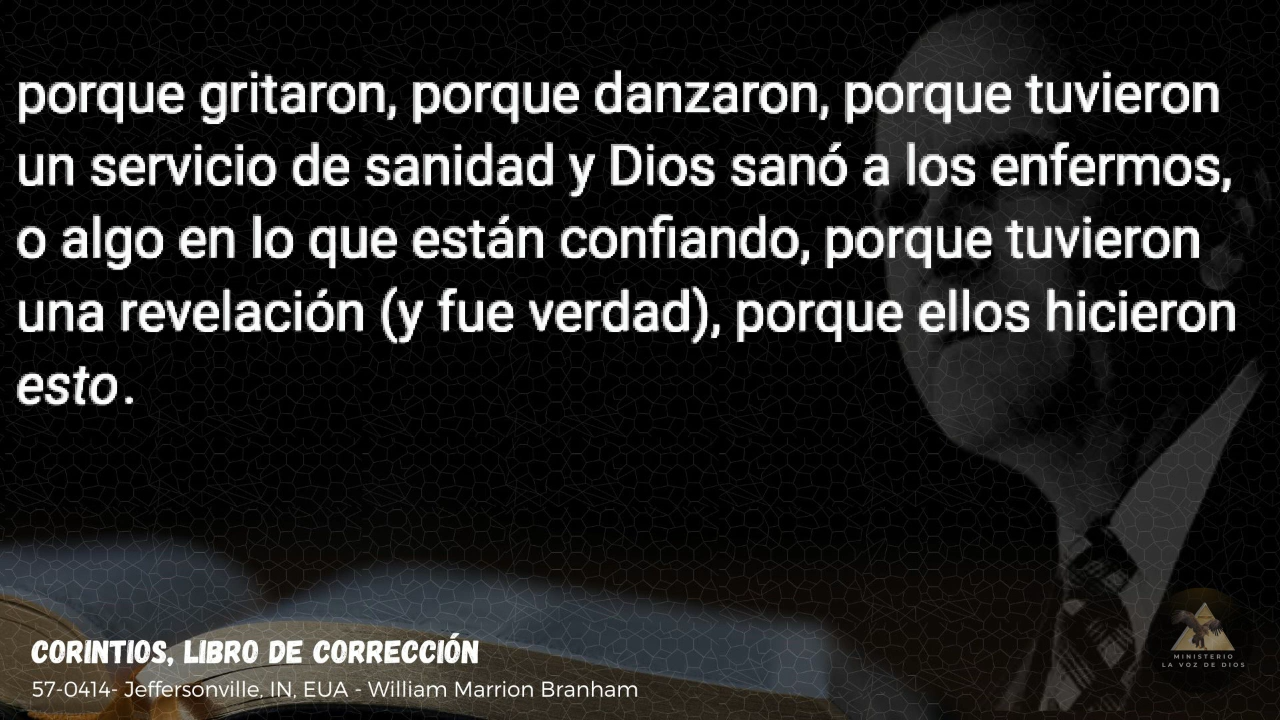 porque gritaron, porque danzaron, porque tuvieron
un servicio de sanidad y Dios sanó a los enfermos,
o algo en lo que están confiando, porque tuvieron
una revelación (y fue verdad), porque ellos hicieron
esto.
CORINTIOS, LIBRO DE CORRECCIÓN
57-0414- Jeffersonville, IN, EUA - William Marrion Branham
MINISTERIO
LA VOZ DE DIOS